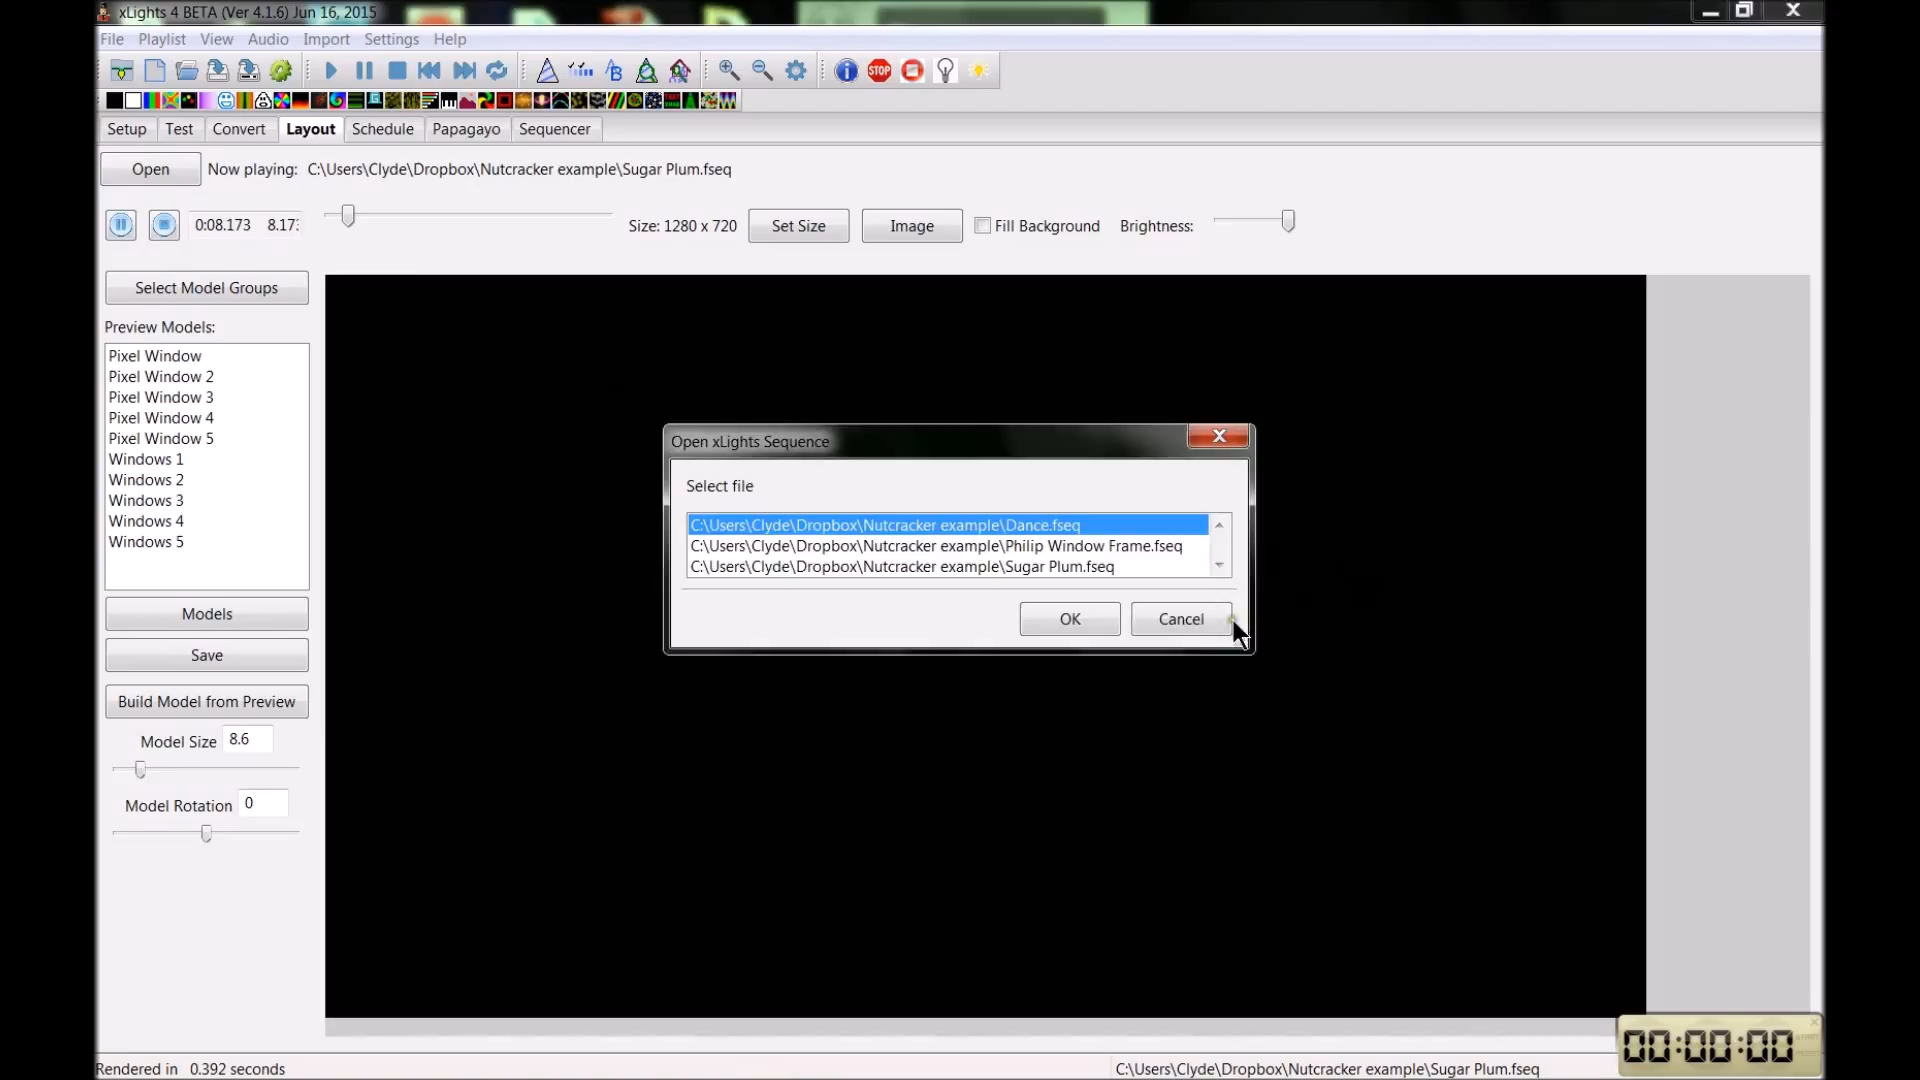 xLights 4 BETA (Ver 4.1.6) Jun 16, 2015
File Playlist View Audio Import Settings Help
Setup Test Convert Layout Schedule Papagayo Sequencer
Open Now playing: C:\Users\Clyde\Dropbox\Nutcracker example\Sugar Plum.fseq
0:08.173 Size: 1280 x 720 Set Size Image Fill Background Brightness:
Select Model Groups
Preview Models:
Pixel Window
Pixel Window 2
Pixel Window 3
Pixel Window 4
Pixel Window 5
Windows 1
Windows 2
Windows 3
Windows 4
Windows 5
Models
Save
Build Model from Preview
Model Size 8.6
Model Rotation 0
Open xLights Sequence
Select file
C:\Users\Clyde\Dropbox\Nutcracker example\Dance.fseq
C:\Users\Clyde\Dropbox\Nutcracker example\Philip Window Frame.fseq
C:\Users\Clyde\Dropbox\Nutcracker example\Sugar Plum.fseq
OK Cancel
00:00:00
Rendered in 0.392 seconds C:\Users\Clyde\Dropbox\Nutcracker example\Sugar Plum.fseq